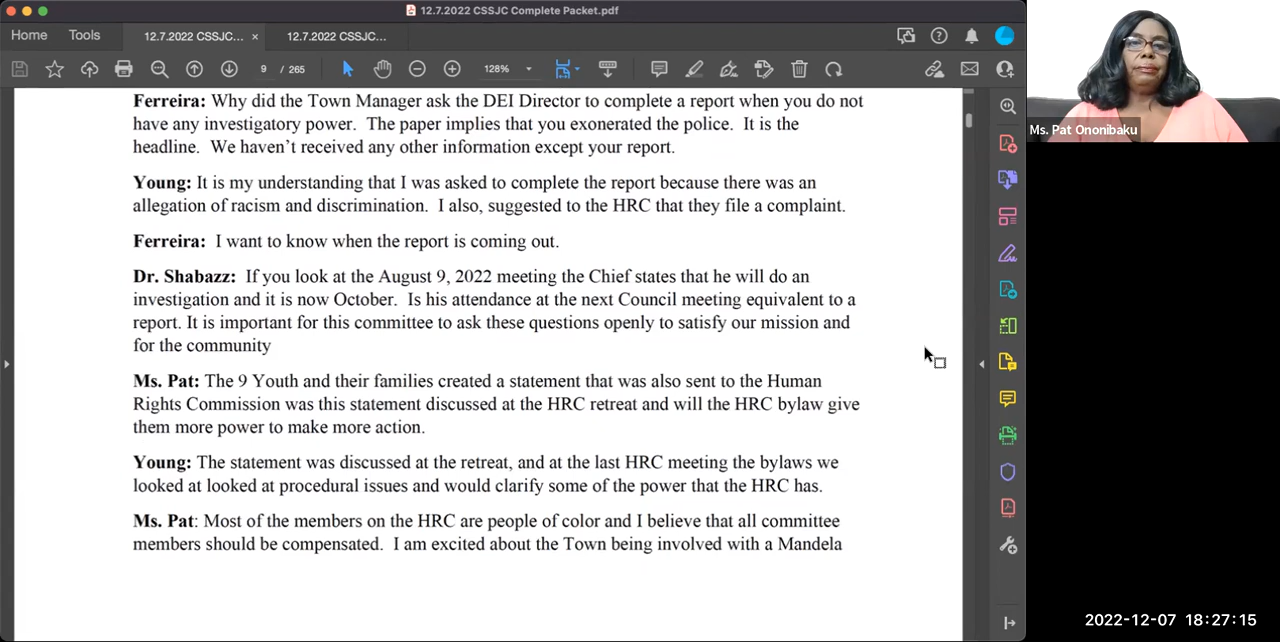 12.7.2022 CSSJC Complete Packet.pdf
Home Tools 12.7.2022 CSSJC... × 12.7.2022 CSSJC...
9 / 265 128%
Ferreira: Why did the Town Manager ask the DEI Director to complete a report when you do not
have any investigatory power. The paper implies that you exonerated the police. It is the
headline. We haven't received any other information except your report.
Young: It is my understanding that I was asked to complete the report because there was an
allegation of racism and discrimination. I also, suggested to the HRC that they file a complaint.
Ferreira: I want to know when the report is coming out.
Dr. Shabazz: If you look at the August 9, 2022 meeting the Chief states that he will do an
investigation and it is now October. Is his attendance at the next Council meeting equivalent to a
report. It is important for this committee to ask these questions openly to satisfy our mission and
for the community
Ms. Pat: The 9 Youth and their families created a statement that was also sent to the Human
Rights Commission was this statement discussed at the HRC retreat and will the HRC bylaw give
them more power to make more action.
Young: The statement was discussed at the retreat, and at the last HRC meeting the bylaws we
looked at looked at procedural issues and would clarify some of the power that the HRC has.
Ms. Pat: Most of the members on the HRC are people of color and I believe that all committee
members should be compensated. I am excited about the Town being involved with a Mandela
Ms. Pat Ononibaku
2022-12-07 18:27:15